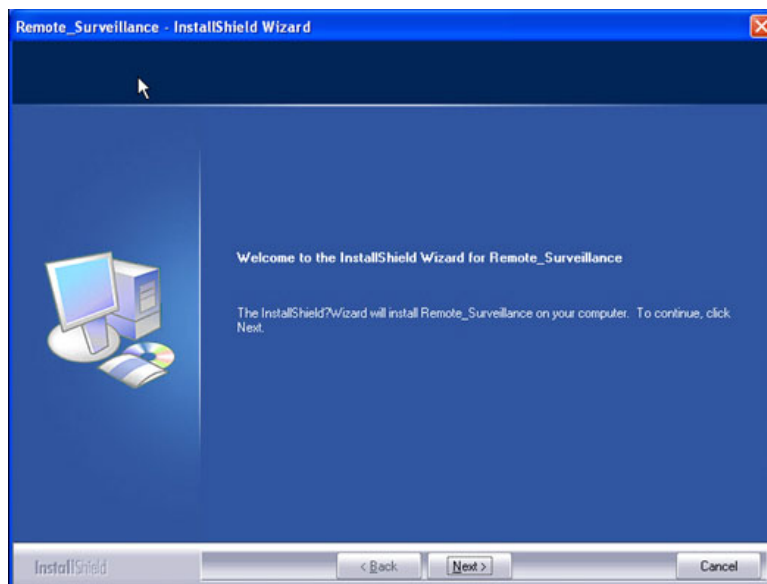 Remote_Surveillance - InstallShield Wizard
Welcome to the InstallShield Wizard for Remote_Surveillance
The InstallShield?Wizard will install Remote_Surveillance on your computer. To continue, click
Next.
InstallShield
< Back
Next >
Cancel